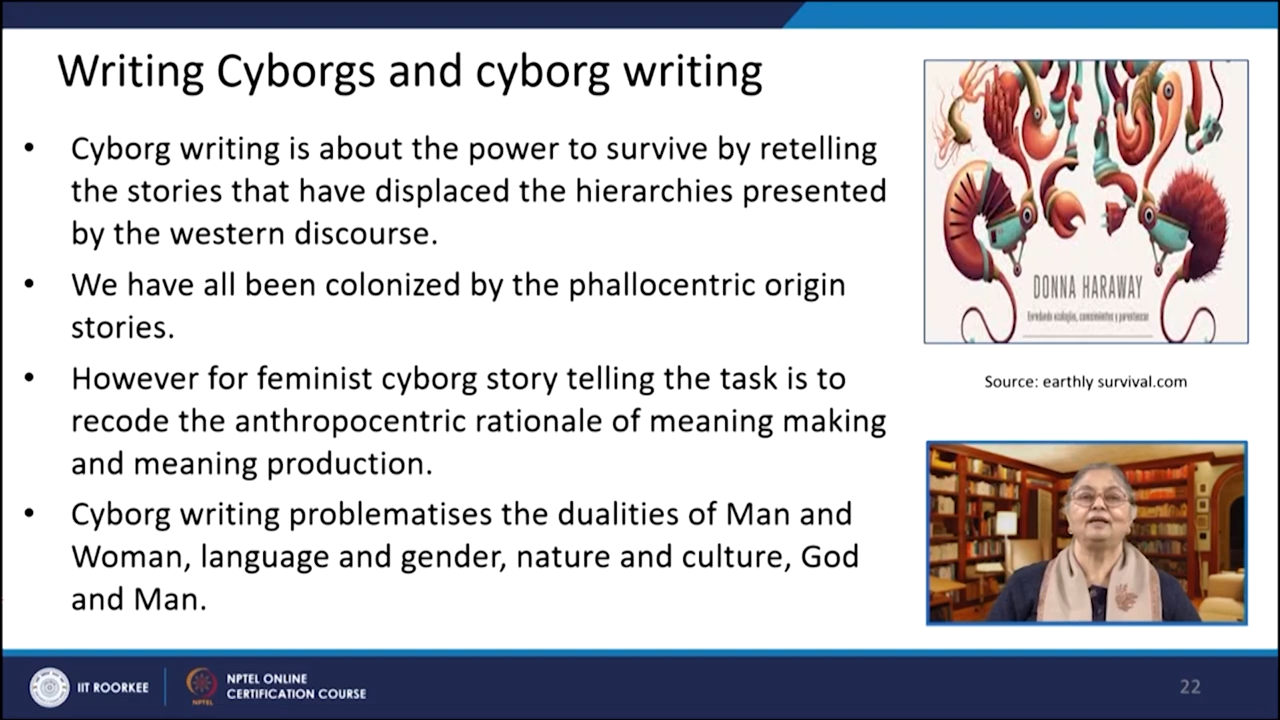 Writing Cyborgs and cyborg writing
• Cyborg writing is about the power to survive by retelling
the stories that have displaced the hierarchies presented
by the western discourse.
• We have all been colonized by the phallocentric origin
stories.
• However for feminist cyborg story telling the task is to
recode the anthropocentric rationale of meaning making
and meaning production.
• Cyborg writing problematises the dualities of Man and
Woman, language and gender, nature and culture, God
and Man.
DONNA HARAWAY
Source: earthly survival.com
IIT ROORKEE
NPTEL
NPTEL ONLINE
CERTIFICATION COURSE
22